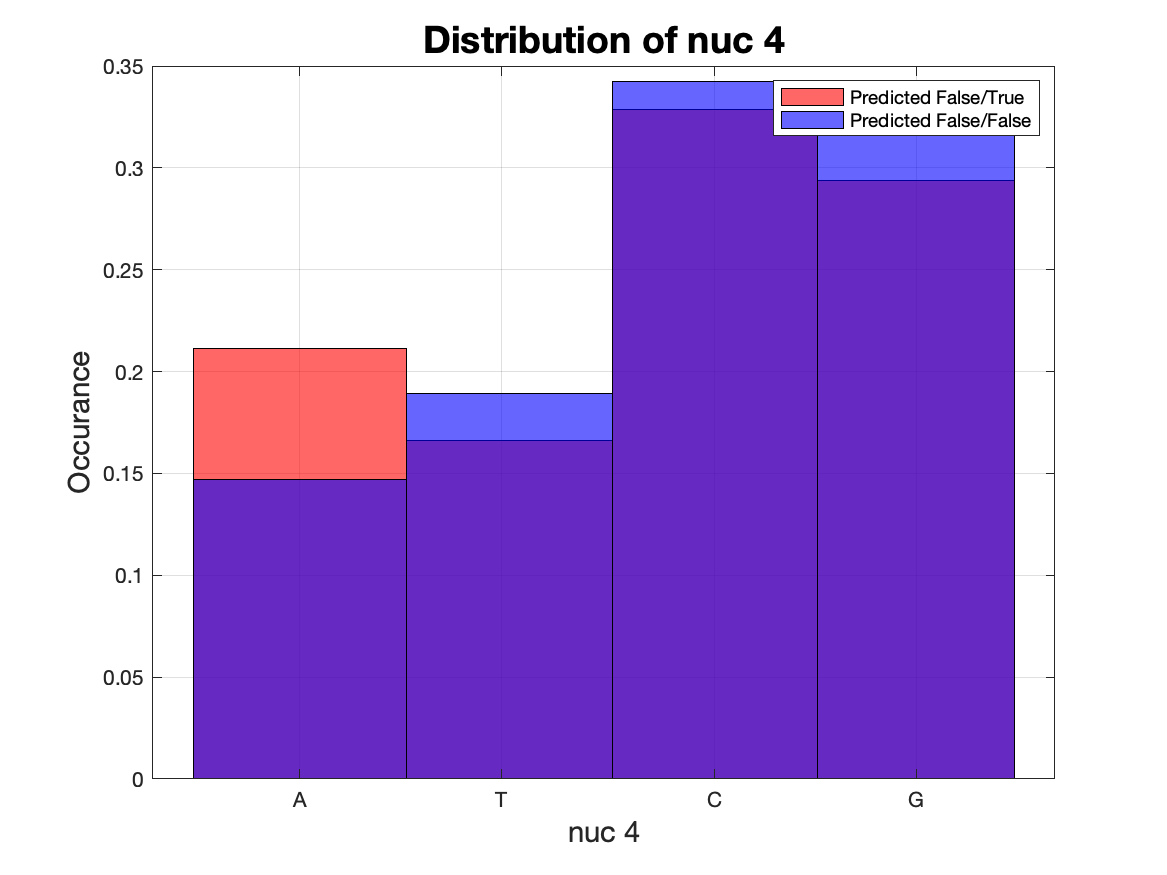 Distribution of nuc 4
0.35
0.3
0.25
0.2
0.15
0.1
0.05
0
Occurance
Predicted False/True
Predicted False/False
A T C G
nuc 4